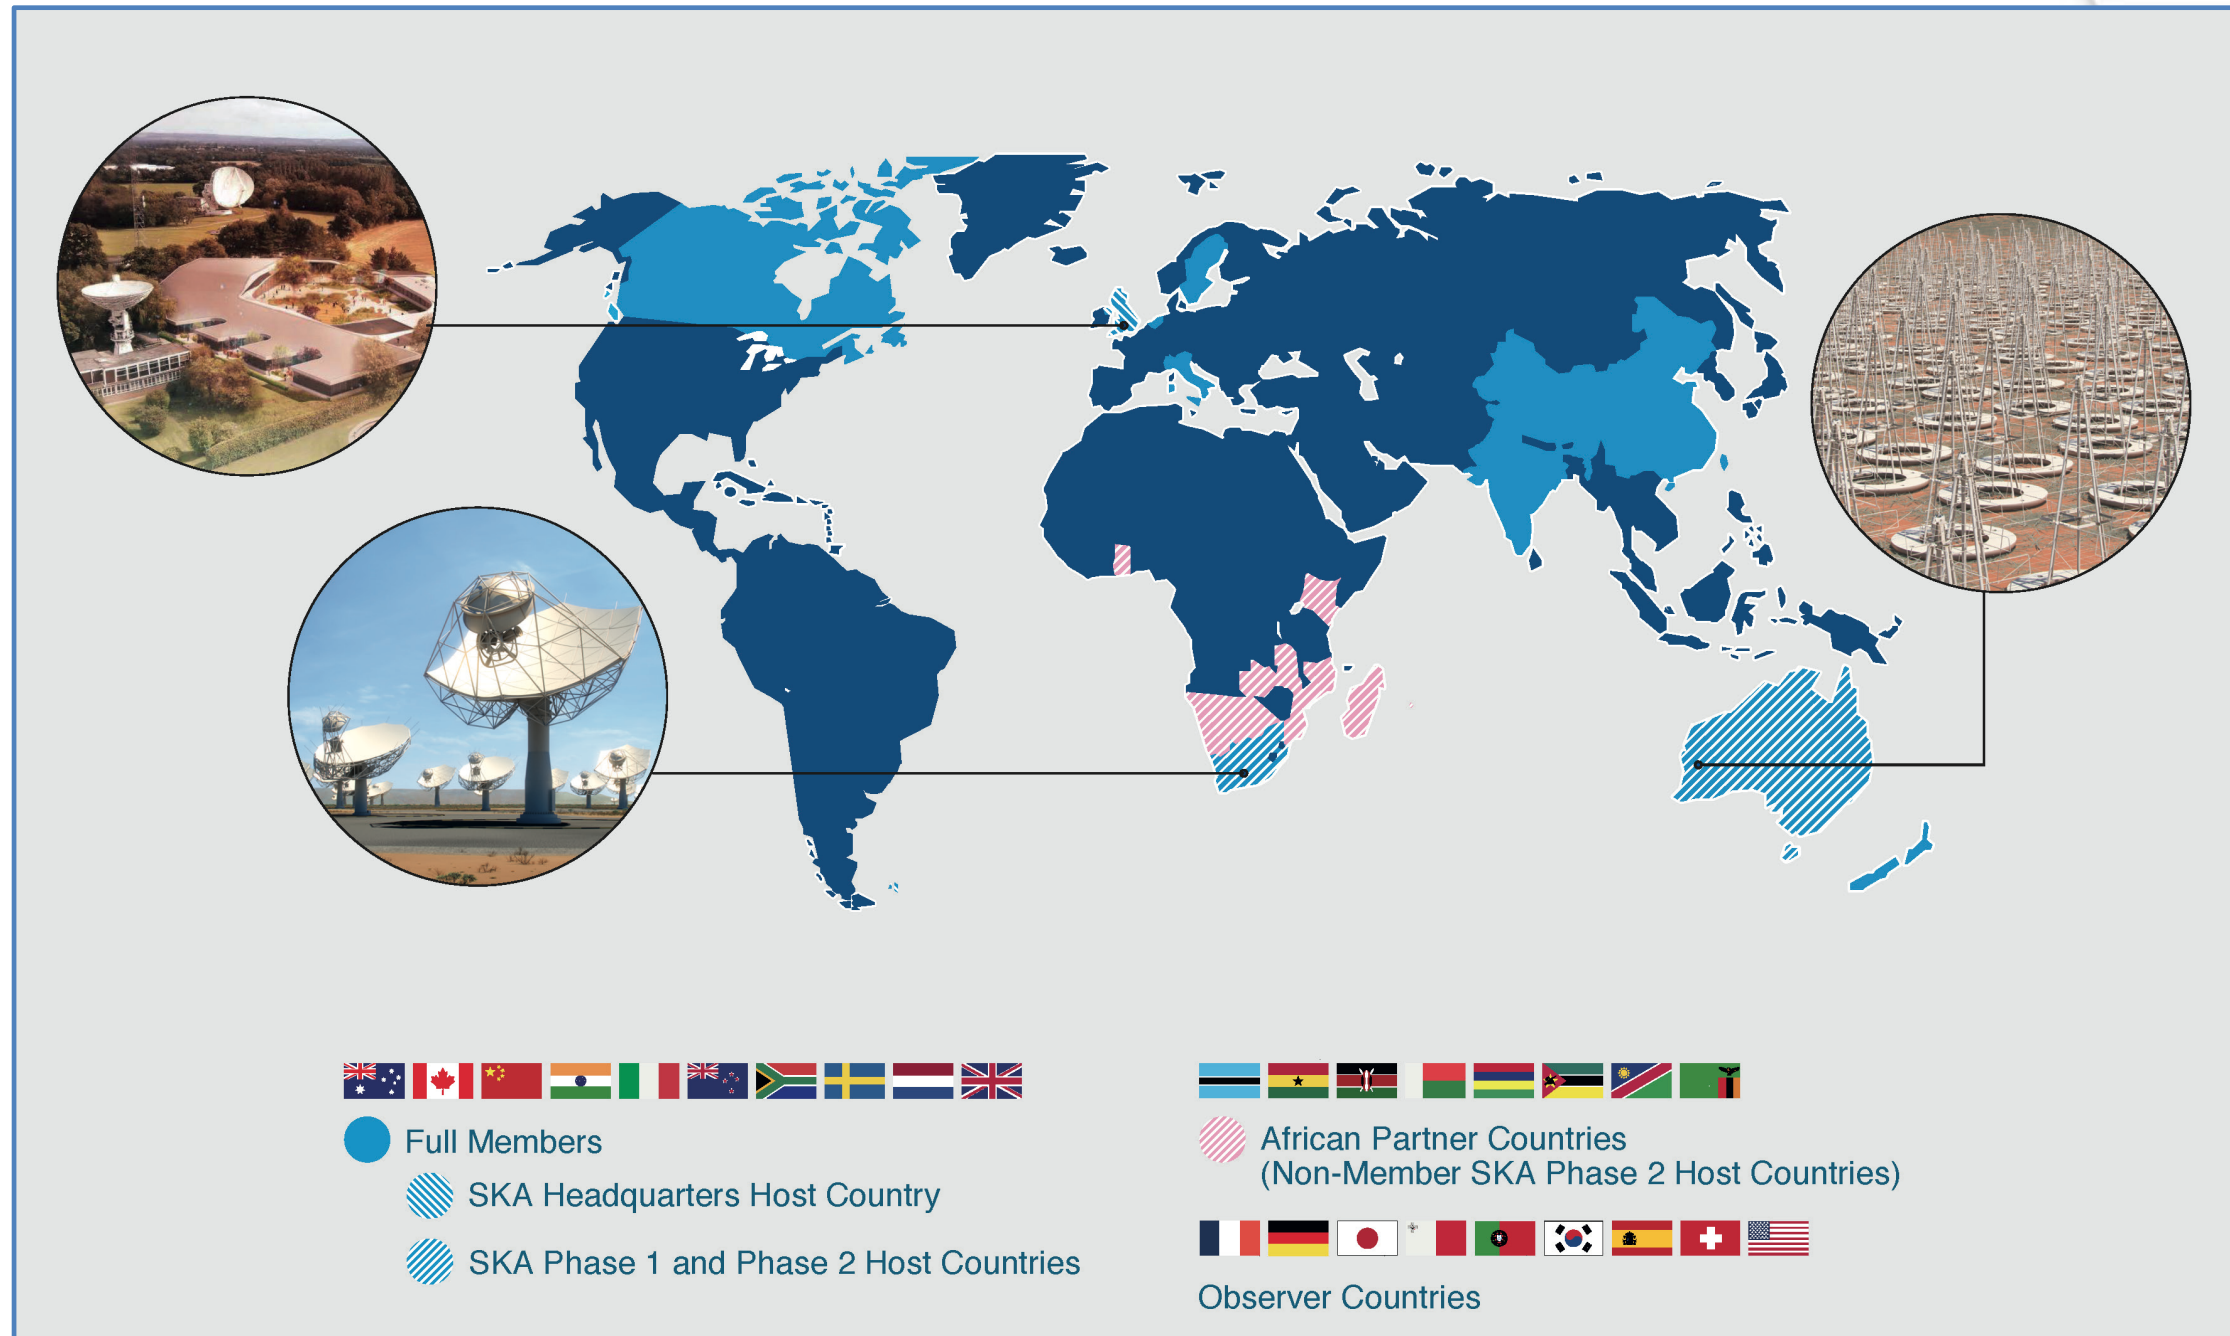 Full Members
SKA Headquarters Host Country
SKA Phase 1 and Phase 2 Host Countries
African Partner Countries
(Non-Member SKA Phase 2 Host Countries)
Observer Countries